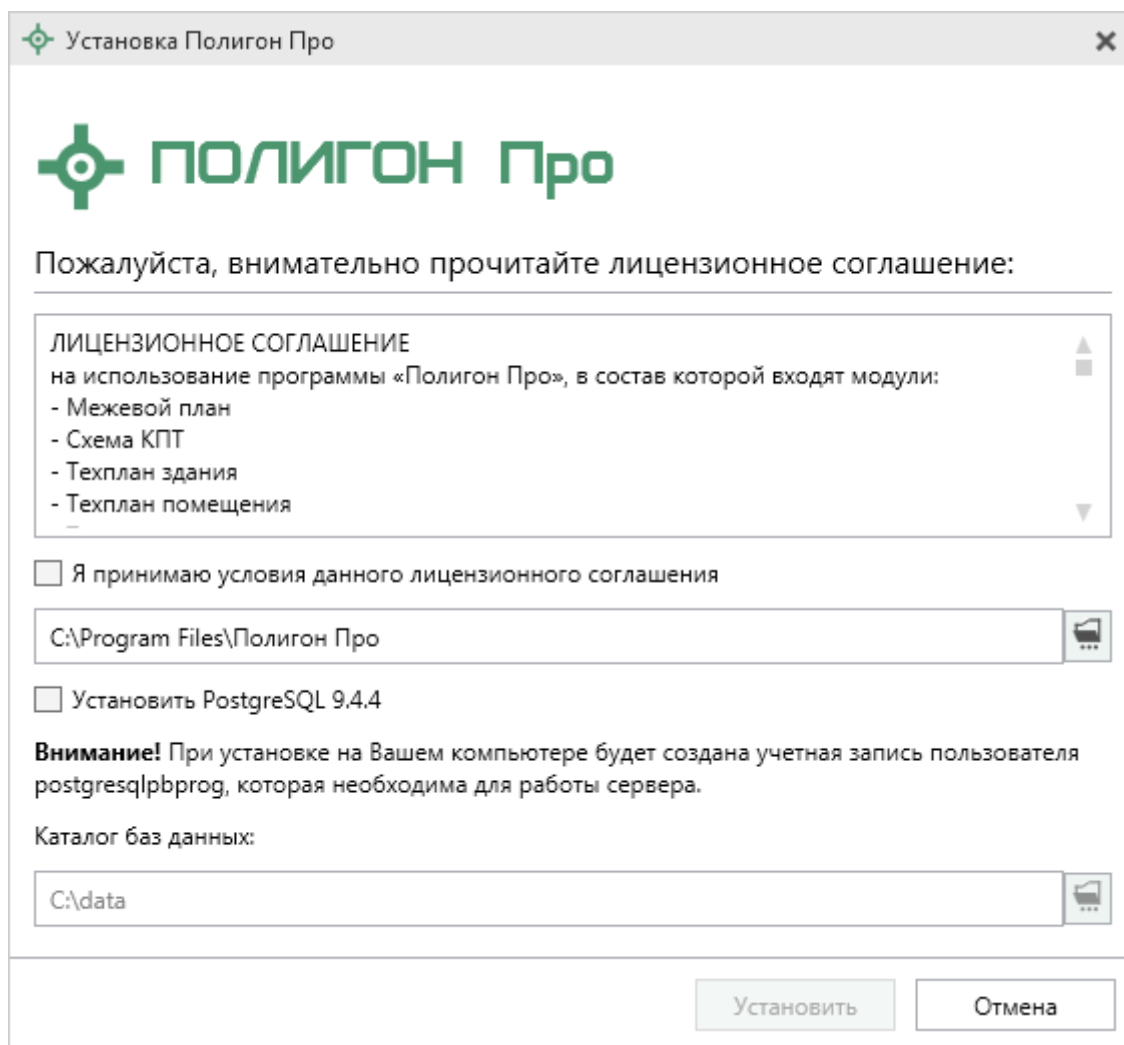 Установка Полигон Про
ПОЛИГОН Про
Пожалуйста, внимательно прочитайте лицензионное соглашение:
ЛИЦЕНЗИОННОЕ СОГЛАШЕНИЕ
на использование программы «Полигон Про», в состав которой входят модули:
- Межевой план
- Схема КПТ
- Техплан здания
- Техплан помещения
Я принимаю условия данного лицензионного соглашения
C:\Program Files\Полигон Про
Установить PostgreSQL 9.4.4
Внимание! При установке на Вашем компьютере будет создана учетная запись пользователя
postgresqlpbprog, которая необходима для работы сервера.
Каталог баз данных:
C:\data
Установить
Отмена